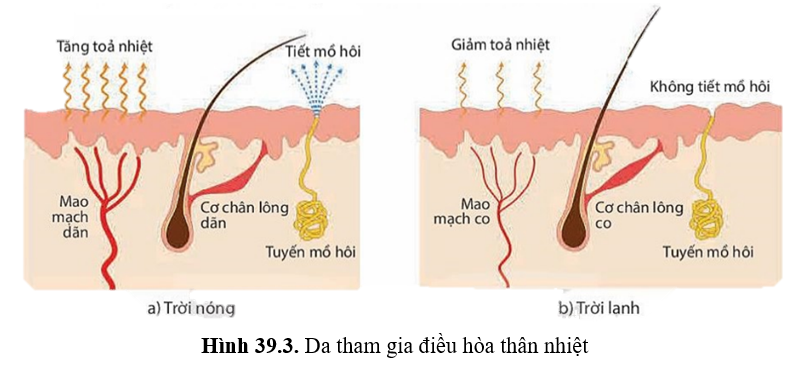 Tăng toả nhiệt
Tiết mồ hôi
Mao
mạch
dãn
Cơ chân lông
dãn
Tuyến mồ hôi
a) Trời nóng
Giảm toả nhiệt
Không tiết mồ hôi
Mao
mạch co
Cơ chân lông
co
Tuyến mồ hôi
b) Trời lạnh
Hình 39.3. Da tham gia điều hòa thân nhiệt